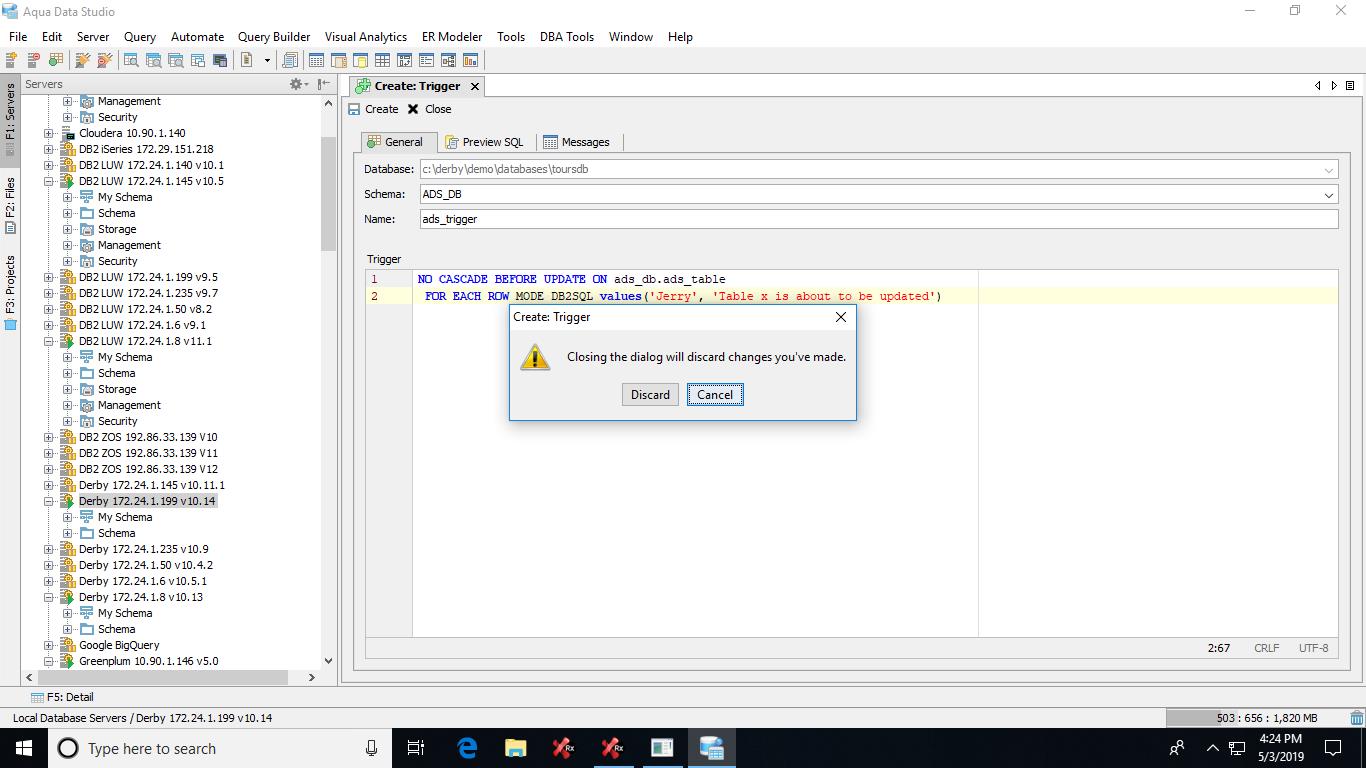 Aqua Data Studio
File Edit Server Query Automate Query Builder Visual Analytics ER Modeler Tools DBA Tools Window Help
F1: Servers
F2: Files
F3: Projects
Servers
Management
Security
Cloudera 10.90.1.140
DB2 iSeries 172.29.151.218
DB2 LUW 172.24.1.140 v10.1
DB2 LUW 172.24.1.145 v10.5
My Schema
Schema
Storage
Management
Security
DB2 LUW 172.24.1.199 v9.5
DB2 LUW 172.24.1.235 v9.7
DB2 LUW 172.24.1.50 v8.2
DB2 LUW 172.24.1.6 v9.1
DB2 LUW 172.24.1.8 v11.1
My Schema
Schema
Storage
Management
Security
DB2 ZOS 192.86.33.139 V10
DB2 ZOS 192.86.33.139 V11
DB2 ZOS 192.86.33.139 V12
Derby 172.24.1.145 v10.11.1
Derby 172.24.1.199 v10.14
My Schema
Schema
Derby 172.24.1.235 v10.9
Derby 172.24.1.50 v10.4.2
Derby 172.24.1.6 v10.5.1
Derby 172.24.1.8 v10.13
My Schema
Schema
Google BigQuery
Greenplum 10.90.1.146 v5.0
Create: Trigger
Create Close
General Preview SQL Messages
Database: c:\derby\demo\databases\toursdb
Schema: ADS_DB
Name: ads_trigger
Trigger
1 NO CASCADE BEFORE UPDATE ON ads_db.ads_table
2 FOR EACH ROW MODE DB2SQL values('Jerry', 'Table x is about to be updated')
Create: Trigger
Closing the dialog will discard changes you've made.
Discard Cancel
2:67 CRLF UTF-8
F5: Detail
Local Database Servers / Derby 172.24.1.199 v10.14
503 : 656 : 1,820 MB
Type here to search
4:24 PM
5/3/2019